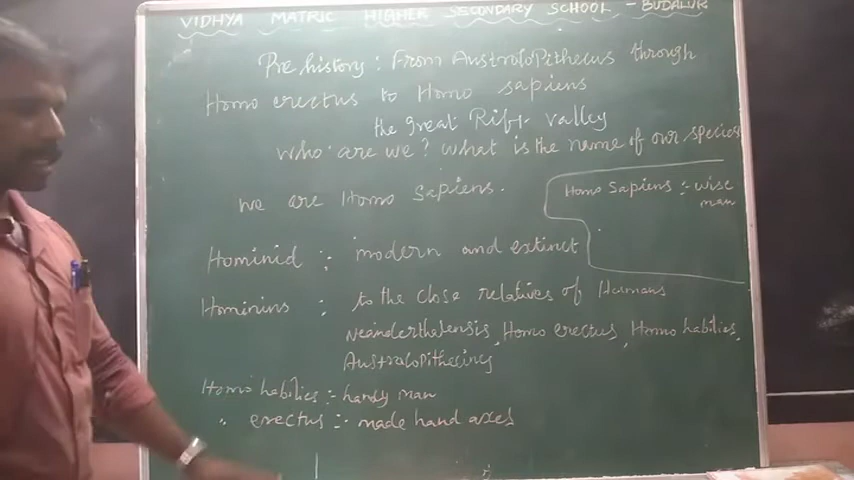 VIDHYA MATRIC HIGHER SECONDARY SCHOOL - BUDALUR
Pre history : From AustraloPithecus through
Homo erectus to Homo sapiens
the great Rift valley
who are we? what is the name of our species
we are Homo Sapiens.
Homo Sapiens :- wise
man
Hominid : modern and extinct
Hominins : to the close relatives of Humans
Neanderthalensis, Homo erectus, Homo habilies,
AustraloPithecines
Homo habilies :- handy man
" erectus :- made hand axes